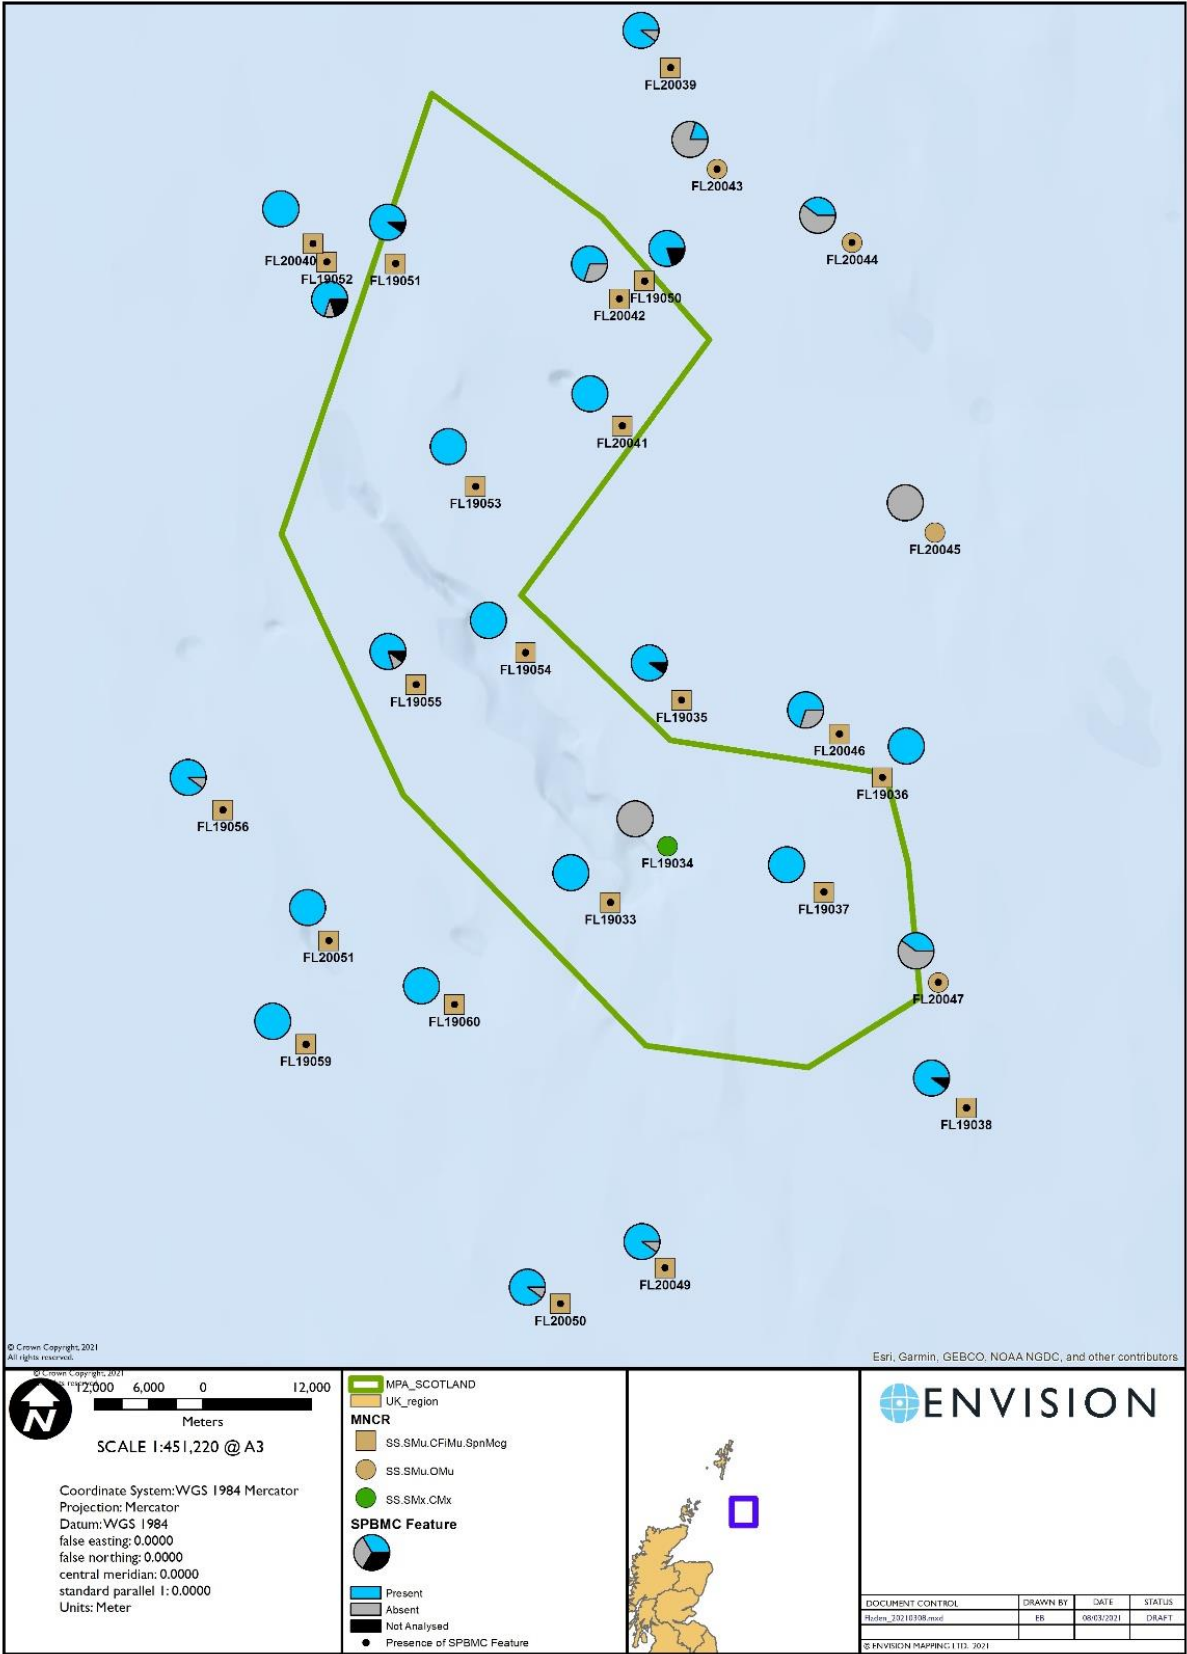 FL20039
FL20043
FL20044
FL20040
FL19052
FL19051
FL19050
FL20042
FL20041
FL19053
FL20045
FL19054
FL19055
FL19035
FL20046
FL19036
FL19056
FL19034
FL19037
FL19033
FL20051
FL20047
FL19060
FL19059
FL19038
FL20049
FL20050
© Crown Copyright, 2021
All rights reserved.
Esri, Garmin, GEBCO, NOAA NGDC, and other contributors
© Crown Copyright, 2021
12,000 6,000 0 12,000
Meters
N
SCALE 1:451,220 @ A3
Coordinate System: WGS 1984 Mercator
Projection: Mercator
Datum: WGS 1984
false easting: 0.0000
false northing: 0.0000
central meridian: 0.0000
standard parallel 1: 0.0000
Units: Meter
MPA_SCOTLAND
UK_region
MNCR
SS.SMu.CFiMu.SpnMcg
SS.SMu.OMu
SS.SMx.CMx
SPBMC Feature
Present
Absent
Not Analysed
Presence of SPBMC Feature
ENVISION
DOCUMENT CONTROL DRAWN BY DATE STATUS
Fladen_20210308.mxd EB 08/03/2021 DRAFT
© ENVISION MAPPING LTD. 2021